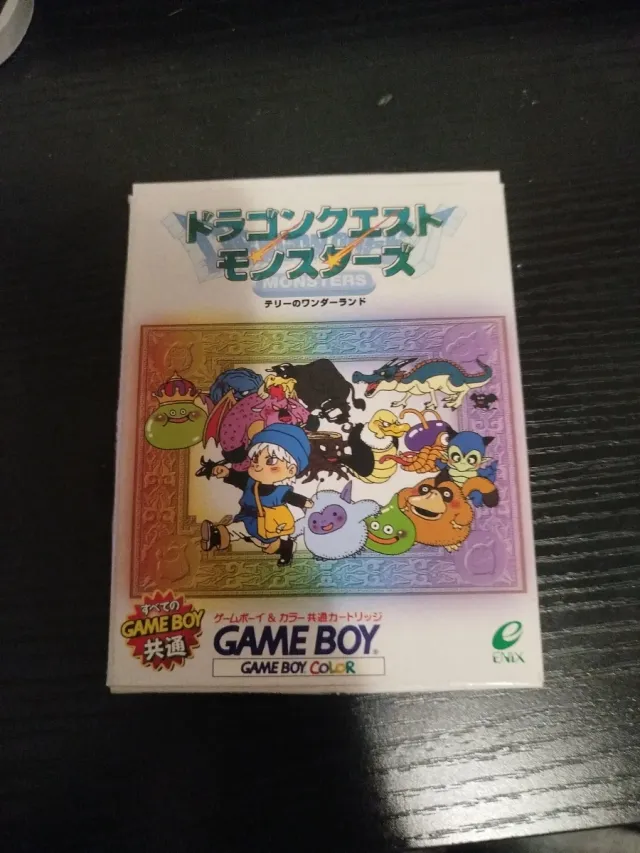 ドラゴンクエスト
モンスターズ
MONSTERS
テリーのワンダーランド
すべての
GAME BOY
共通
ゲームボーイ & カラー 共通カートリッジ
GAME BOY®
GAME BOY COLOR
ENIX